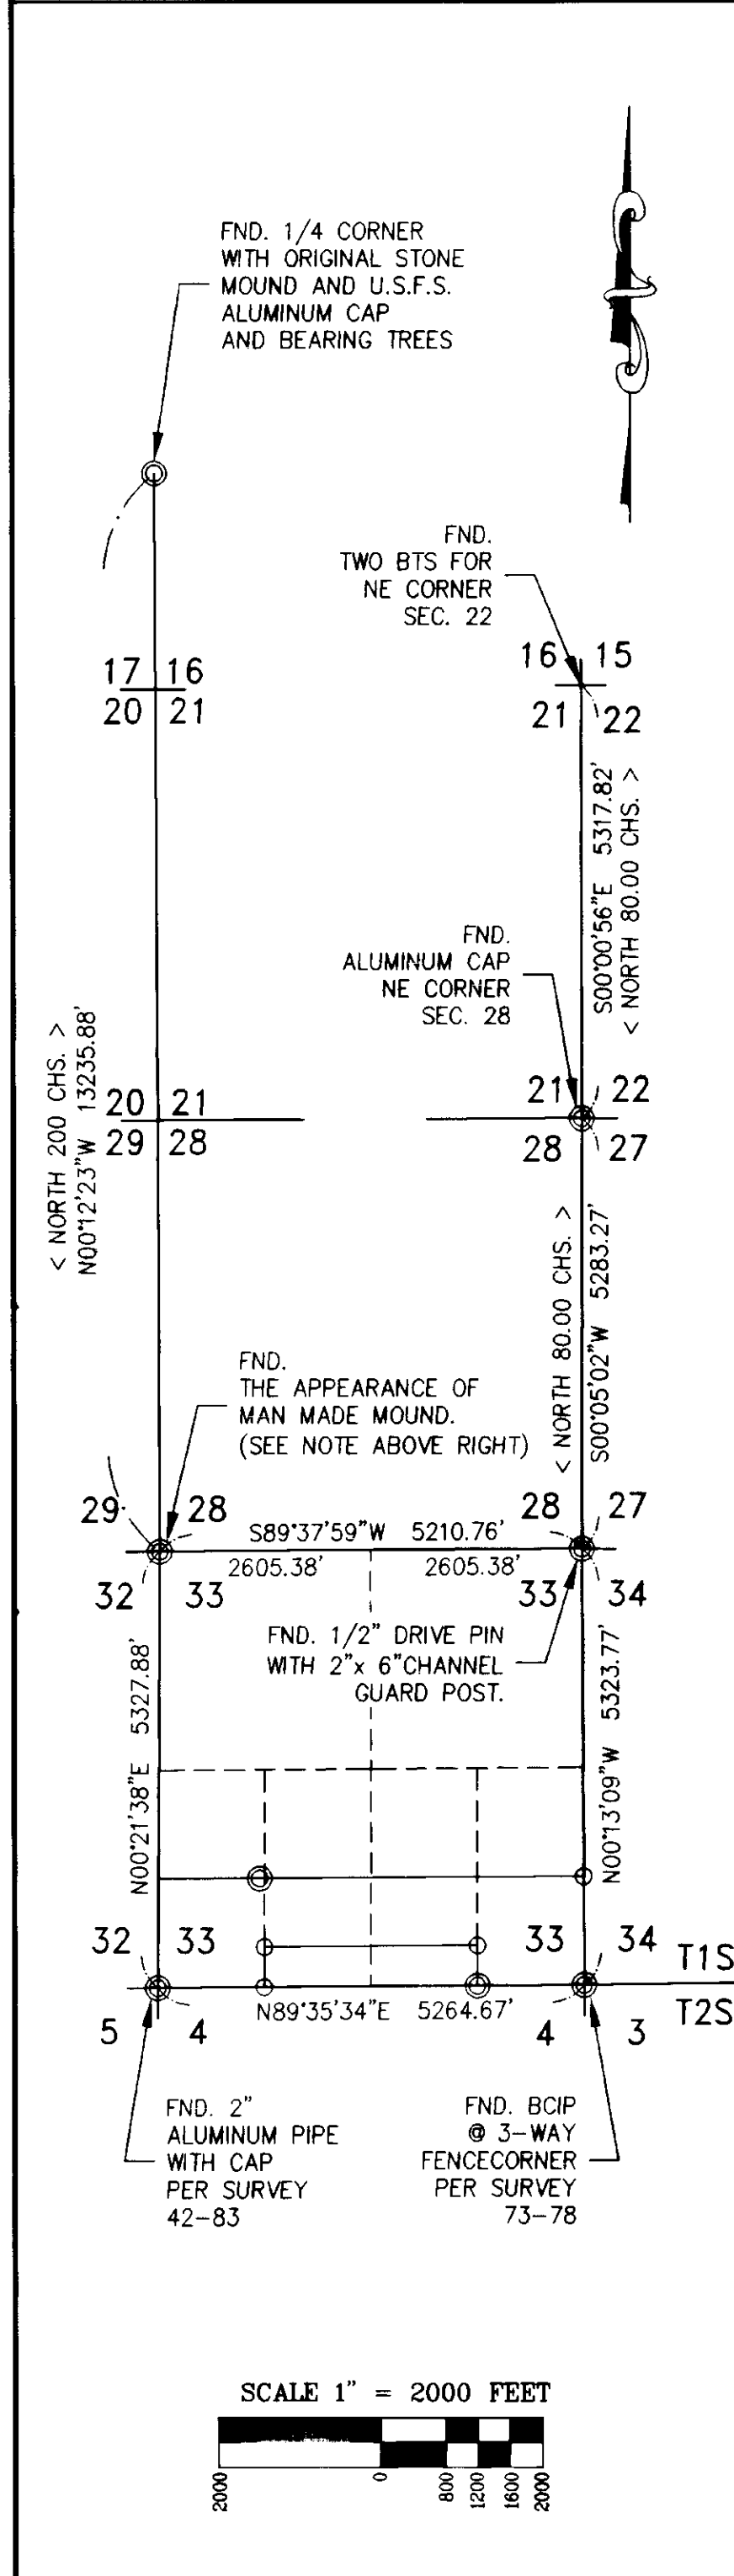 FND. 1/4 CORNER
WITH ORIGINAL STONE
MOUND AND U.S.F.S.
ALUMINUM CAP
AND BEARING TREES
FND.
TWO BTS FOR
NE CORNER
SEC. 22
17 16
20 21
16 15
21 22
S00°00'56"E 5317.82'
< NORTH 80.00 CHS. >
FND.
ALUMINUM CAP
NE CORNER
SEC. 28
< NORTH 200 CHS. >
N00°12'23"W 13235.88'
20 21
29 28
21 22
28 27
< NORTH 80.00 CHS. >
S00°05'02"W 5283.27'
FND.
THE APPEARANCE OF
MAN MADE MOUND.
(SEE NOTE ABOVE RIGHT)
29 28
32 33
S89°37'59"W 5210.76'
2605.38' 2605.38'
28 27
33 34
FND. 1/2" DRIVE PIN
WITH 2"x 6"CHANNEL
GUARD POST.
N00°21'38"E 5327.88'
N00°13'09"W 5323.77'
32 33
5 4
33 34
4 3
T1S
T2S
N89°35'34"E 5264.67'
FND. 2"
ALUMINUM PIPE
WITH CAP
PER SURVEY
42-83
FND. BCIP
@ 3-WAY
FENCECORNER
PER SURVEY
73-78
SCALE 1" = 2000 FEET
2000 0 800 1200 1600 2000